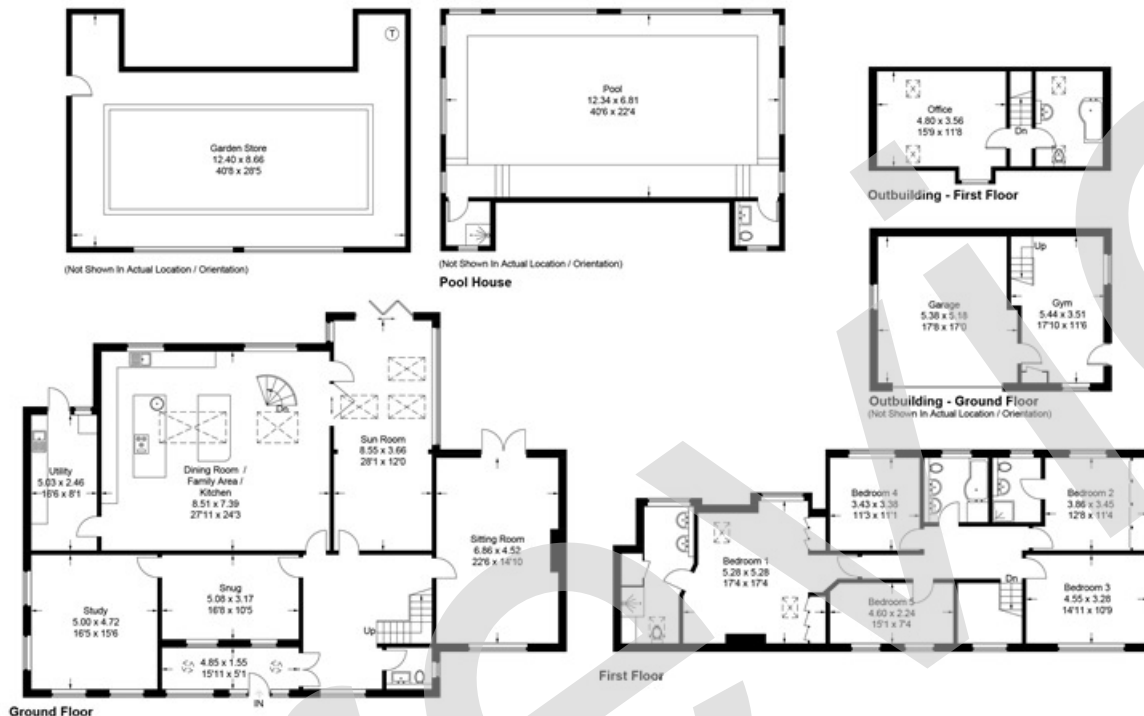 Garden Store
12.40 x 8.66
40'8 x 28'5
T
(Not Shown In Actual Location / Orientation)
Pool
12.34 x 6.81
40'6 x 22'4
(Not Shown In Actual Location / Orientation)
Pool House
Office
4.80 x 3.56
15'9 x 11'8
Dn
Outbuilding - First Floor
Up
Garage
5.38 x 5.18
17'8 x 17'0
Gym
5.44 x 3.51
17'10 x 11'6
Outbuilding - Ground Floor
(Not Shown In Actual Location / Orientation)
Dn
Utility
5.03 x 2.46
16'6 x 8'1
Dining Room /
Family Area /
Kitchen
8.51 x 7.39
27'11 x 24'3
Sun Room
8.55 x 3.66
28'1 x 12'0
Sitting Room
6.86 x 4.52
22'6 x 14'10
Study
5.00 x 4.72
16'5 x 15'6
Snug
5.08 x 3.17
16'8 x 10'5
Up
4.85 x 1.55
15'11 x 5'1
IN
Ground Floor
Bedroom 4
3.43 x 3.38
11'3 x 11'1
Bedroom 2
3.86 x 3.45
12'8 x 11'4
Bedroom 1
5.28 x 5.28
17'4 x 17'4
Bedroom 5
4.60 x 2.24
15'1 x 7'4
Dn
Bedroom 3
4.55 x 3.28
14'11 x 10'9
First Floor